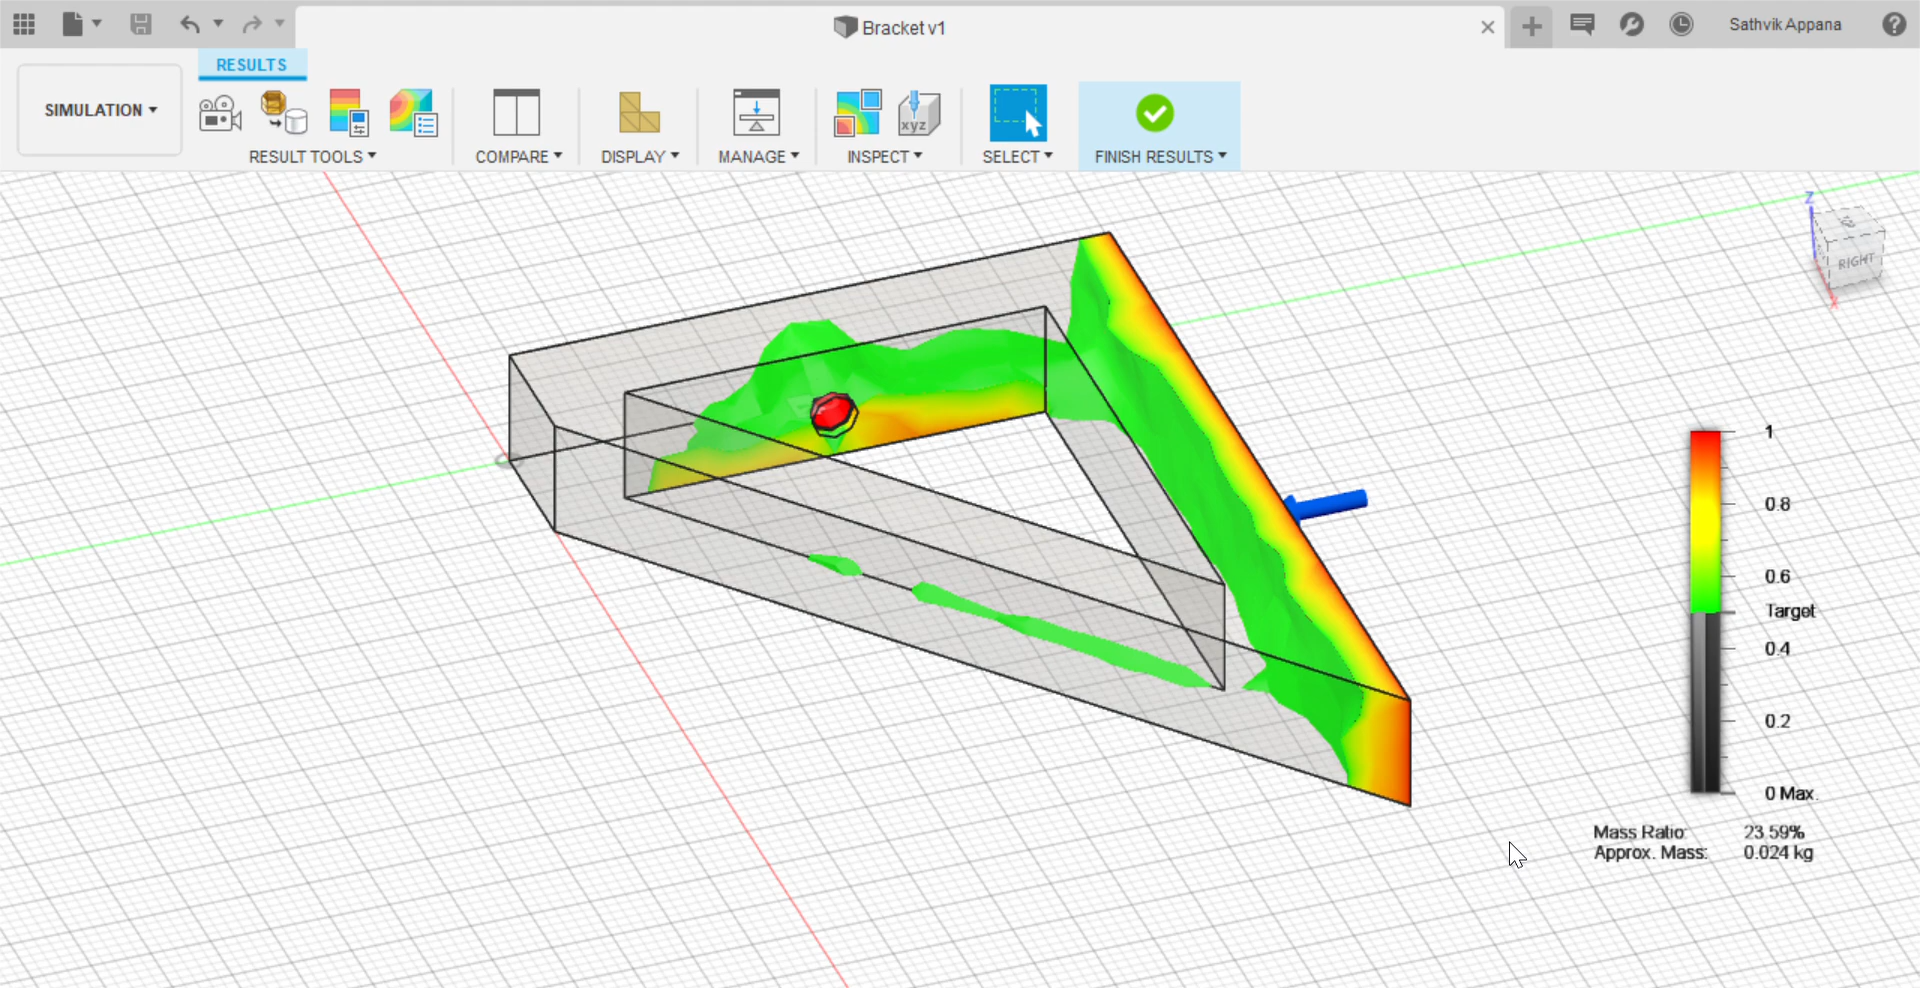 Bracket v1
Sathvik Appana
RESULTS
SIMULATION
RESULT TOOLS
COMPARE
DISPLAY
MANAGE
xyz
INSPECT
SELECT
FINISH RESULTS
Z
RIGHT
X
1
0.8
0.6
Target
0.4
0.2
0 Max.
Mass Ratio: 23.59%
Approx. Mass: 0.024 kg